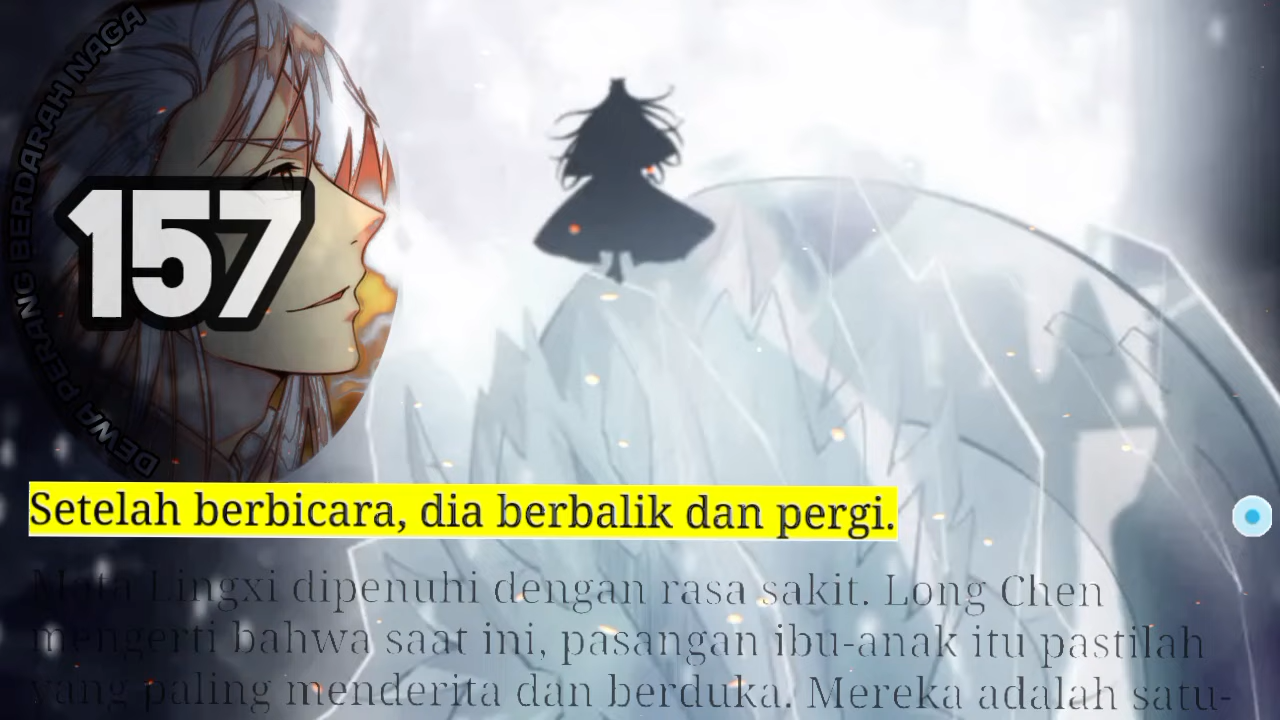 DEWA PERANG BERDARAH NAGA
157
Setelah berbicara, dia berbalik dan pergi.
Mata Lingxi dipenuhi dengan rasa sakit. Long Chen
mengerti bahwa saat ini, pasangan ibu-anak itu pastilah
yang paling menderita dan berduka. Mereka adalah satu-